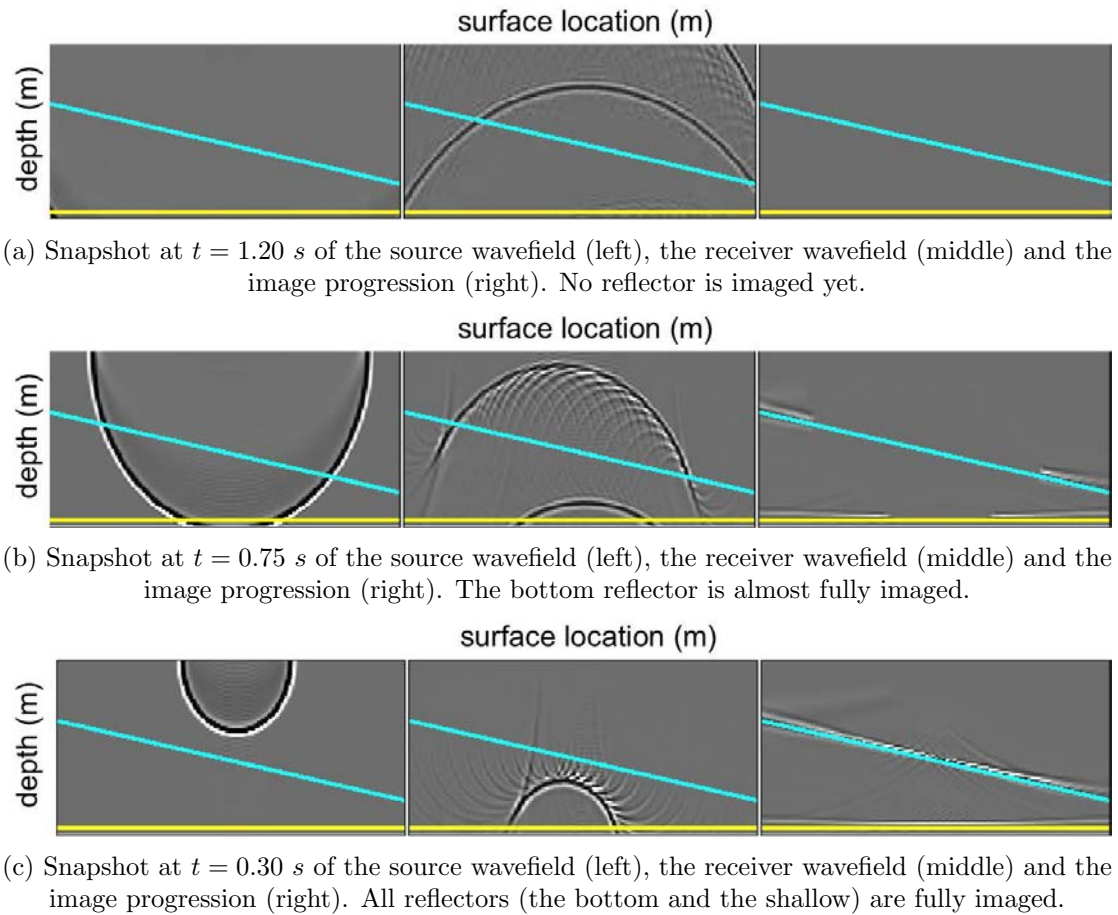 surface location (m)
depth (m)
(a) Snapshot at t = 1.20 s of the source wavefield (left), the receiver wavefield (middle) and the
image progression (right). No reflector is imaged yet.
surface location (m)
depth (m)
(b) Snapshot at t = 0.75 s of the source wavefield (left), the receiver wavefield (middle) and the
image progression (right). The bottom reflector is almost fully imaged.
surface location (m)
depth (m)
(c) Snapshot at t = 0.30 s of the source wavefield (left), the receiver wavefield (middle) and the
image progression (right). All reflectors (the bottom and the shallow) are fully imaged.